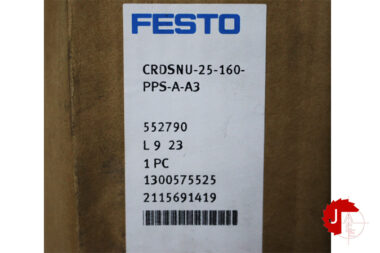 FESTO
CRDSNU-25-160-
PPS-A-A3
552790
L 9 23
1 PC
1300575525
2115691419